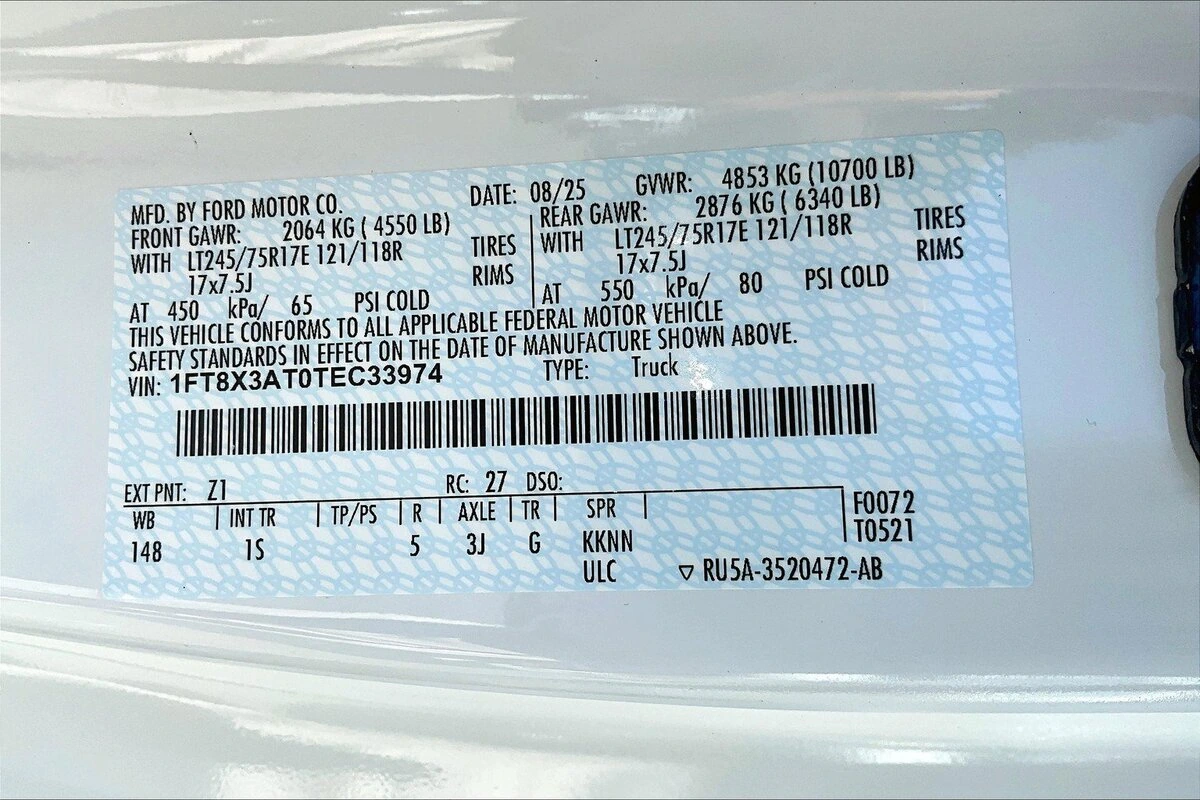 MFD. BY FORD MOTOR CO. DATE: 08/25 GVWR: 4853 KG (10700 LB)
FRONT GAWR: 2064 KG ( 4550 LB) REAR GAWR: 2876 KG ( 6340 LB)
WITH LT245/75R17E 121/118R TIRES WITH LT245/75R17E 121/118R TIRES
17x7.5J RIMS 17x7.5J RIMS
AT 450 kPa/ 65 PSI COLD AT 550 kPa/ 80 PSI COLD
THIS VEHICLE CONFORMS TO ALL APPLICABLE FEDERAL MOTOR VEHICLE
SAFETY STANDARDS IN EFFECT ON THE DATE OF MANUFACTURE SHOWN ABOVE.
VIN: 1FT8X3AT0TEC33974 TYPE: Truck
EXT PNT: Z1 RC: 27 DSO:
WB | INT TR | TP/PS | R | AXLE | TR | SPR | F0072
148 1S 5 3J G KKNN T0521
ULC ▽ RU5A-3520472-AB